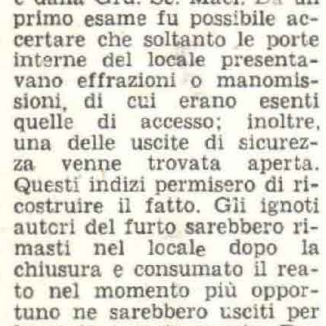 e dalla Gru. Sc. Maci. Da un
primo esame fu possibile ac-
certare che soltanto le porte
interne del locale presenta-
vano effrazioni o manomis-
sioni, di cui erano esenti
quelle di accesso; inoltre,
una delle uscite di sicurez-
za venne trovata aperta.
Questi indizi permisero di ri-
costruire il fatto. Gli ignoti
autori del furto sarebbero ri-
masti nel locale dopo la
chiusura e consumato il rea-
to nel momento più oppor-
tuno ne sarebbero usciti per